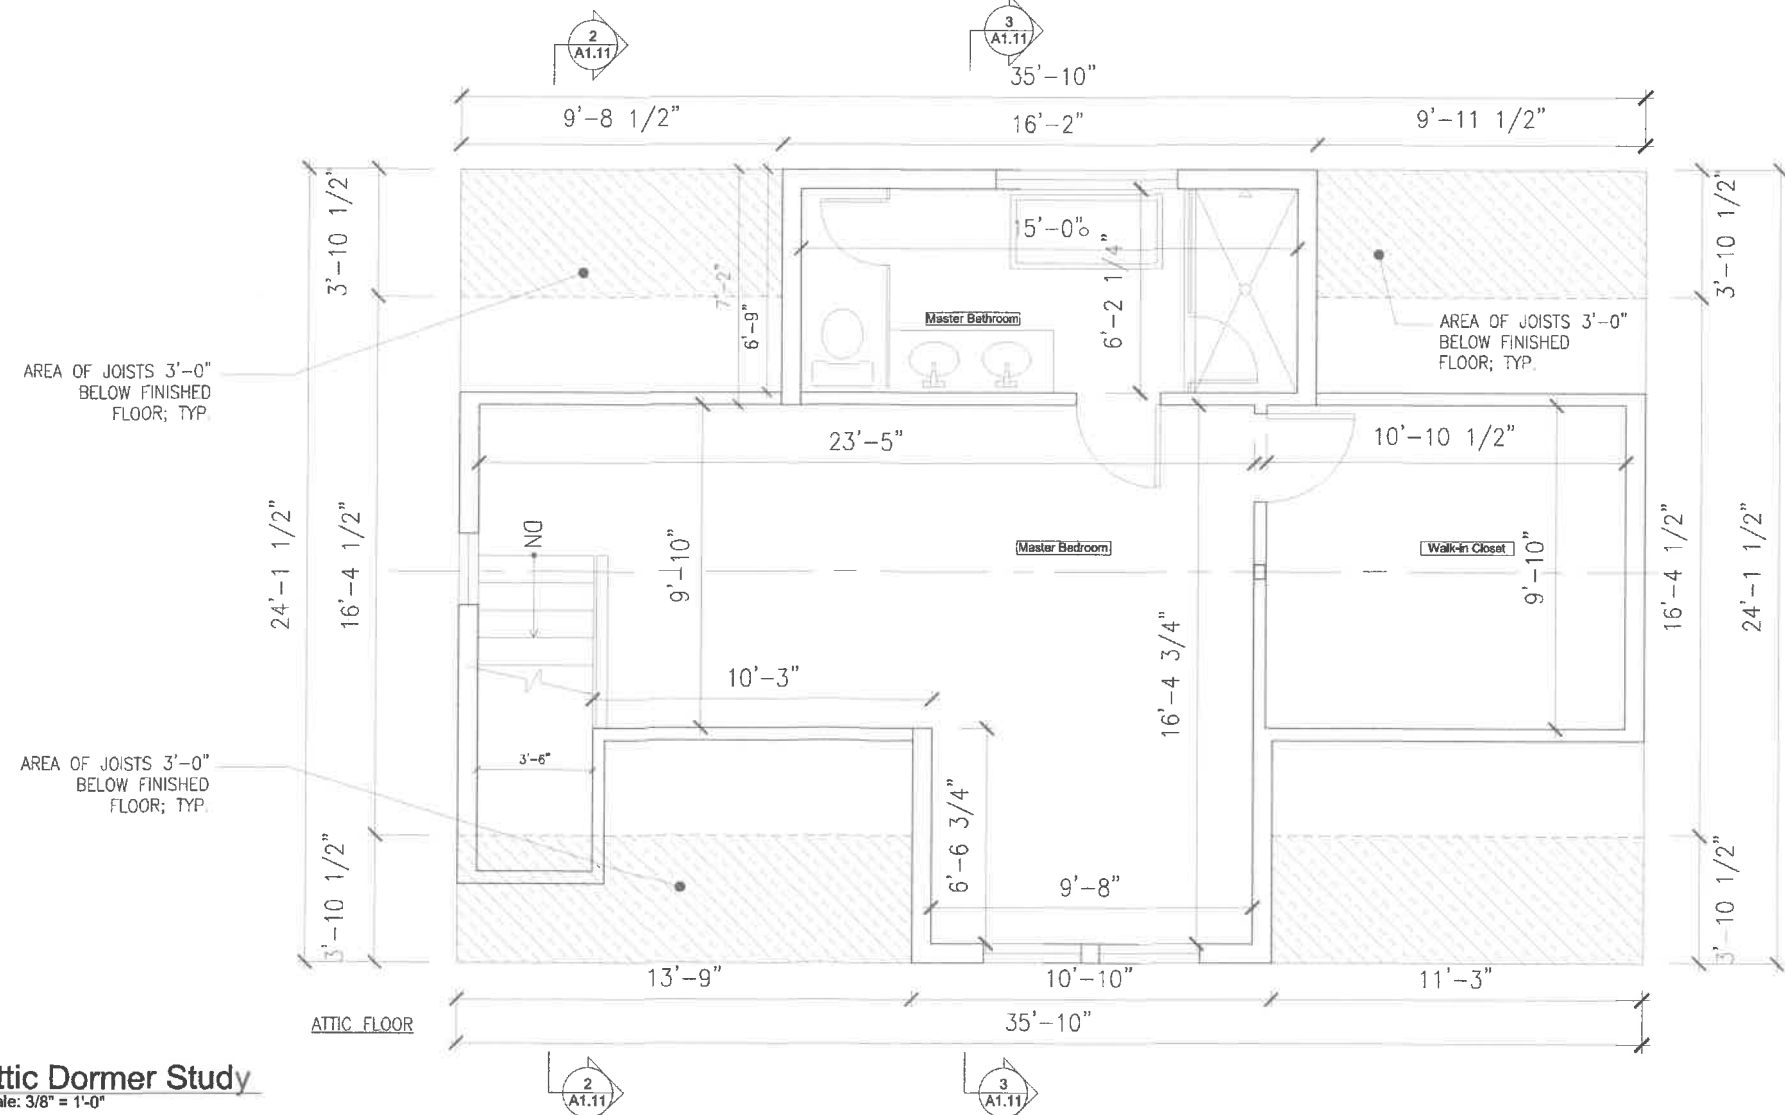 2
A1.11
3
A1.11
35'-10"
9'-8 1/2"
16'-2"
9'-11 1/2"
3'-10 1/2"
24'-1 1/2"
16'-4 1/2"
3'-10 1/2"
7'-2"
6'-9"
15'-0"
6'-2 1/4"
Master Bathroom
3'-10 1/2"
16'-4 1/2"
24'-1 1/2"
3'-10 1/2"
AREA OF JOISTS 3'-0"
BELOW FINISHED
FLOOR; TYP.
AREA OF JOISTS 3'-0"
BELOW FINISHED
FLOOR; TYP.
23'-5"
10'-10 1/2"
DN
9'-10"
Master Bedroom
Walk-in Closet
9'-10"
16'-4 3/4"
10'-3"
3'-6"
AREA OF JOISTS 3'-0"
BELOW FINISHED
FLOOR; TYP.
6'-6 3/4"
9'-8"
13'-9"
10'-10"
11'-3"
35'-10"
ATTIC FLOOR
2
A1.11
3
A1.11
ttic Dormer Study
ale: 3/8" = 1'-0"